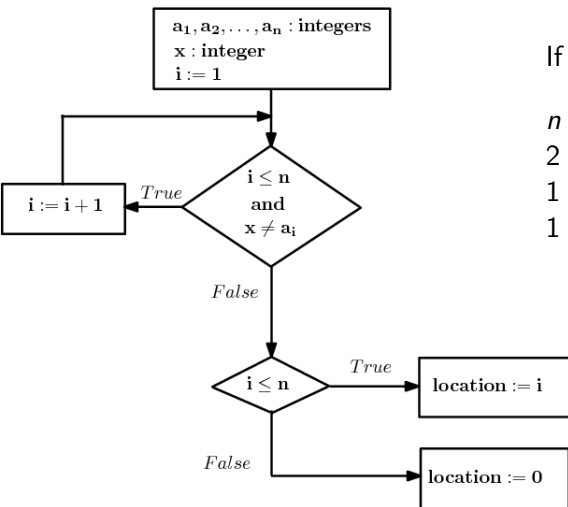 a₁, a₂, ..., aₙ : integers
x : integer
i := 1
If
n
2
1
1
i ≤ n
and
x ≠ aᵢ
True
i := i + 1
False
i ≤ n
True
location := i
False
location := 0